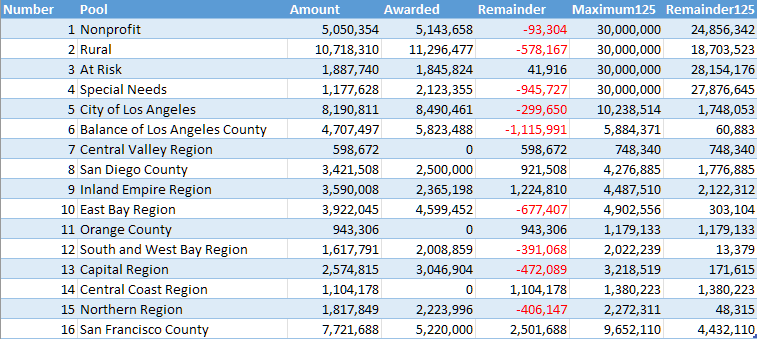 Number Pool Amount Awarded Remainder Maximum125 Remainder125
1 Nonprofit 5,050,354 5,143,658 -93,304 30,000,000 24,856,342
2 Rural 10,718,310 11,296,477 -578,167 30,000,000 18,703,523
3 At Risk 1,887,740 1,845,824 41,916 30,000,000 28,154,176
4 Special Needs 1,177,628 2,123,355 -945,727 30,000,000 27,876,645
5 City of Los Angeles 8,190,811 8,490,461 -299,650 10,238,514 1,748,053
6 Balance of Los Angeles County 4,707,497 5,823,488 -1,115,991 5,884,371 60,883
7 Central Valley Region 598,672 0 598,672 748,340 748,340
8 San Diego County 3,421,508 2,500,000 921,508 4,276,885 1,776,885
9 Inland Empire Region 3,590,008 2,365,198 1,224,810 4,487,510 2,122,312
10 East Bay Region 3,922,045 4,599,452 -677,407 4,902,556 303,104
11 Orange County 943,306 0 943,306 1,179,133 1,179,133
12 South and West Bay Region 1,617,791 2,008,859 -391,068 2,022,239 13,379
13 Capital Region 2,574,815 3,046,904 -472,089 3,218,519 171,615
14 Central Coast Region 1,104,178 0 1,104,178 1,380,223 1,380,223
15 Northern Region 1,817,849 2,223,996 -406,147 2,272,311 48,315
16 San Francisco County 7,721,688 5,220,000 2,501,688 9,652,110 4,432,110